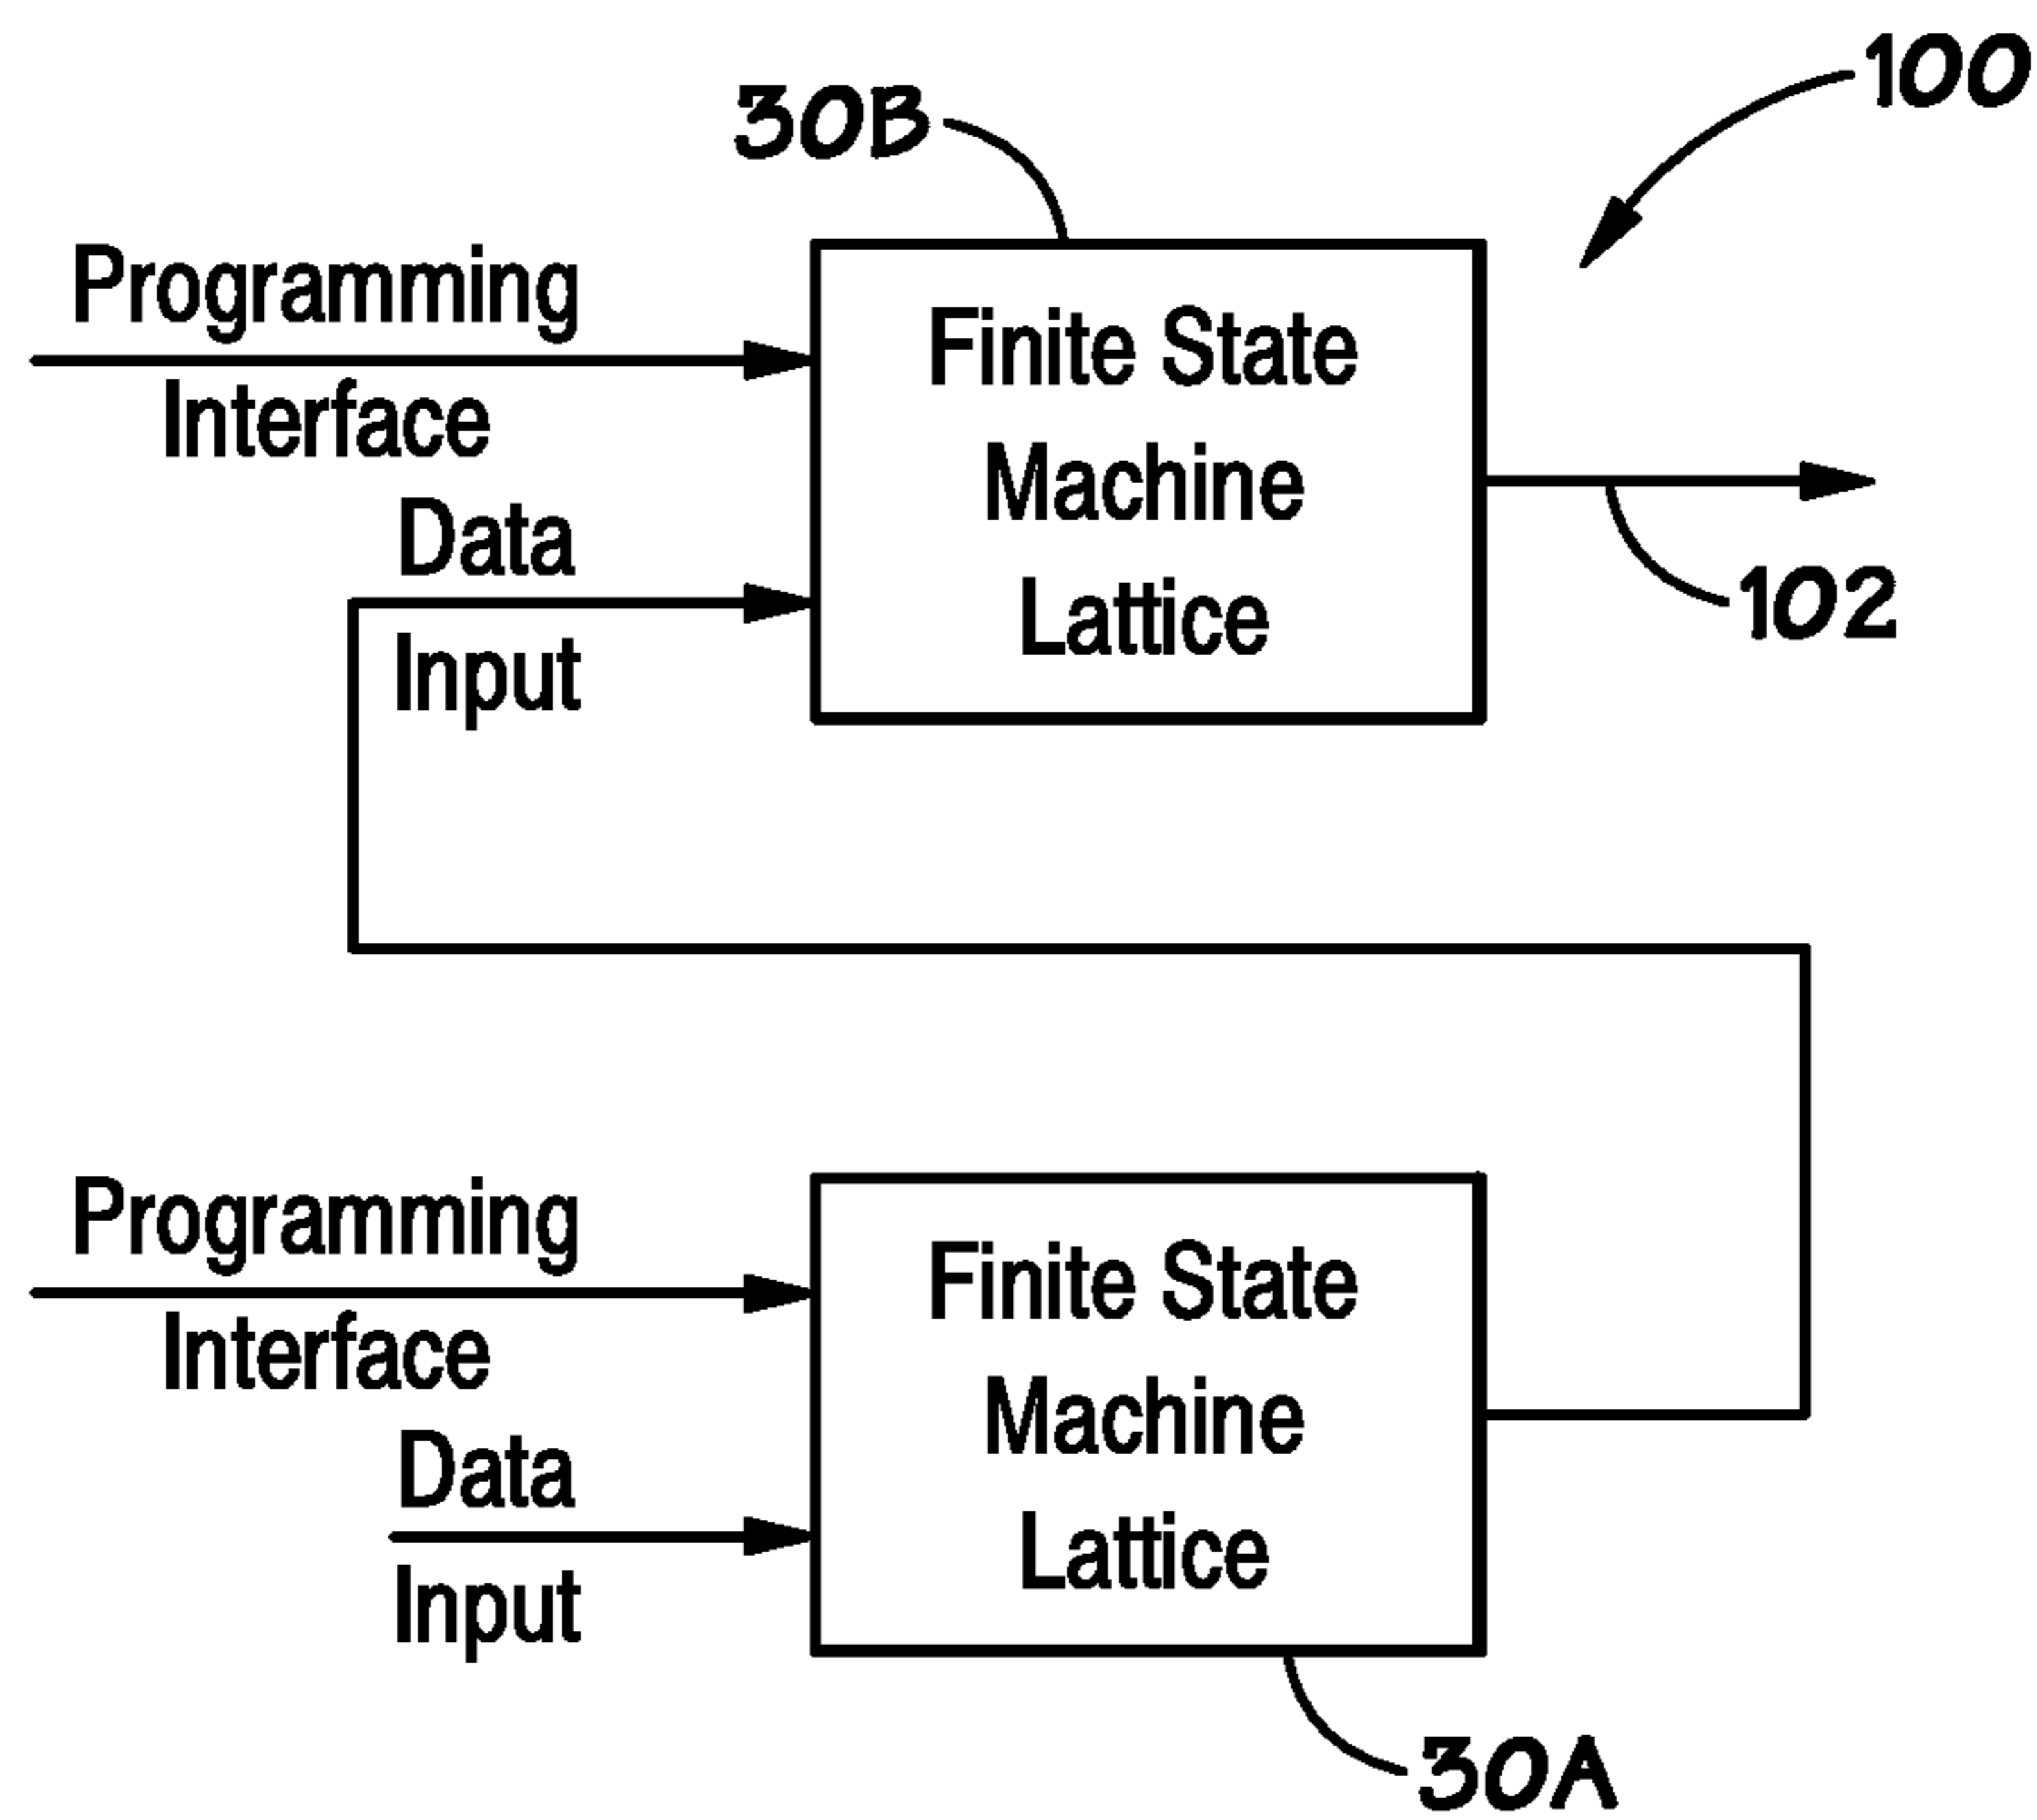 100
30B
Programming
Interface
Data
Input
Finite State
Machine
Lattice
102
Programming
Interface
Data
Input
Finite State
Machine
Lattice
30A